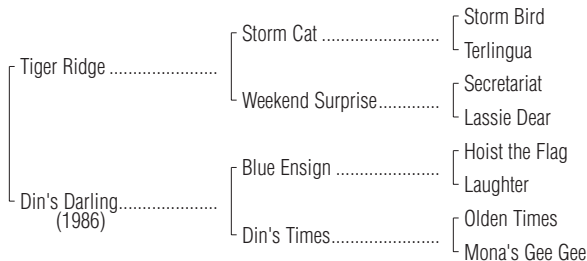 Storm Bird
Storm Cat ..........................
Terlingua
Tiger Ridge ........................
Secretariat
Weekend Surprise.............
Lassie Dear
Hoist the Flag
Blue Ensign .......................
Laughter
Din's Darling......................
(1986)
Olden Times
Din's Times........................
Mona's Gee Gee